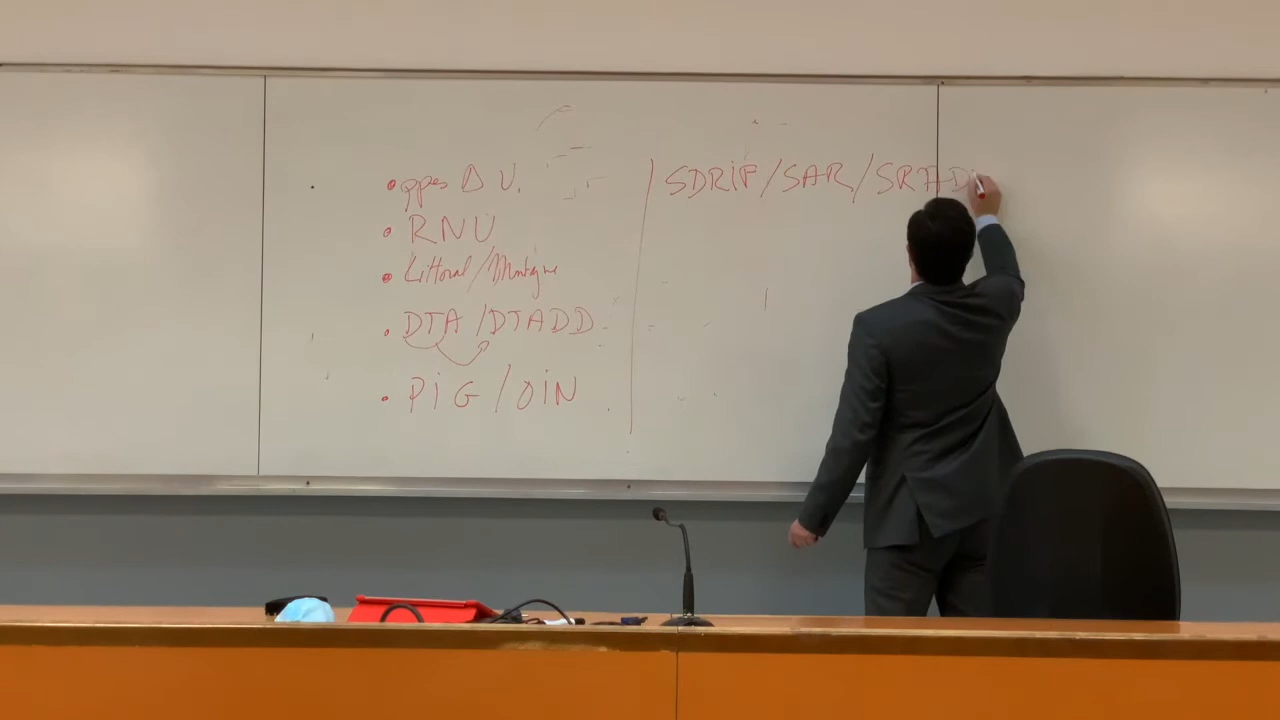 • ppes Δ U.
• RNU
• Littoral/Montagne
• DTA/DTADD
• PiG/OiN
/SDRiF/SAR/SRADD